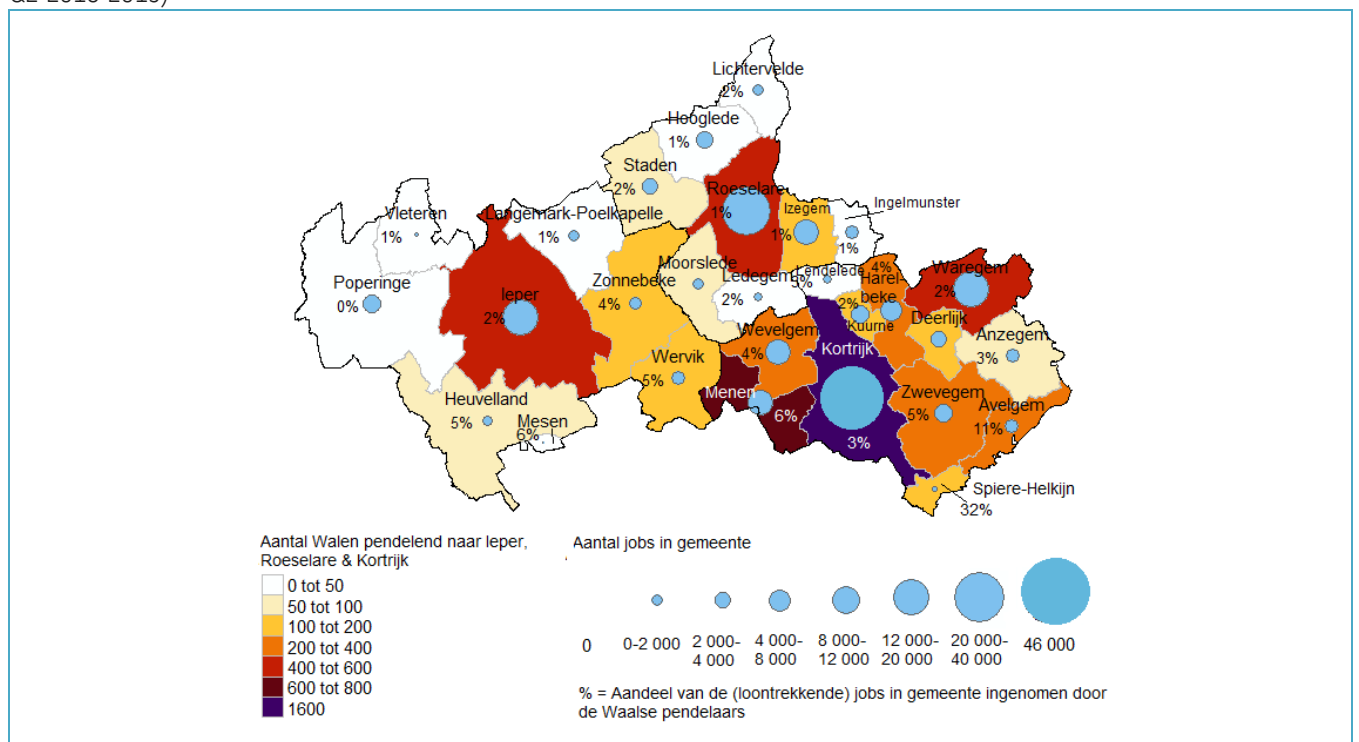 Lichtervelde
2%
Hooglede
1%
Staden
2%
Roeselare
1%
Izegem
1%
Ingelmunster
1%
Vleteren
1%
Langemark-Poelkapelle
1%
Poperinge
0%
Ieper
2%
Zonnebeke
4%
Moorslede
Ledegem
2%
Lendelede
4%
Harel-
beke
2%
Kuurne
Waregem
2%
Deerlijk
Anzegem
3%
Wevelgem
4%
Kortrijk
3%
Wervik
5%
Menen
6%
Zwevegem
5%
Avelgem
11%
Heuvelland
5%
Mesen
6%
Spiere-Helkijn
32%
Aantal Walen pendelend naar Ieper,
Roeselare & Kortrijk
0 tot 50
50 tot 100
100 tot 200
200 tot 400
400 tot 600
600 tot 800
1600
Aantal jobs in gemeente
0
0-2 000
2 000-
4 000
4 000-
8 000
8 000-
12 000
12 000-
20 000
20 000-
40 000
46 000
% = Aandeel van de (loontrekkende) jobs in gemeente ingenomen door
de Waalse pendelaars